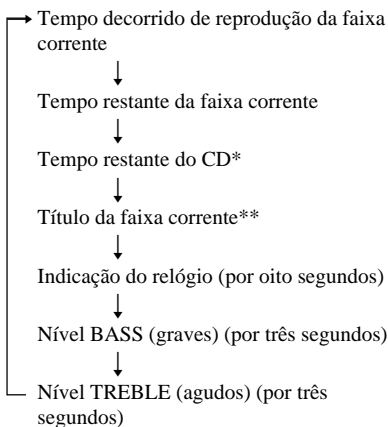 Tempo decorrido de reprodução da faixa
corrente
Tempo restante da faixa corrente
Tempo restante do CD*
Título da faixa corrente**
Indicação do relógio (por oito segundos)
Nível BASS (graves) (por três segundos)
Nível TREBLE (agudos) (por três
segundos)